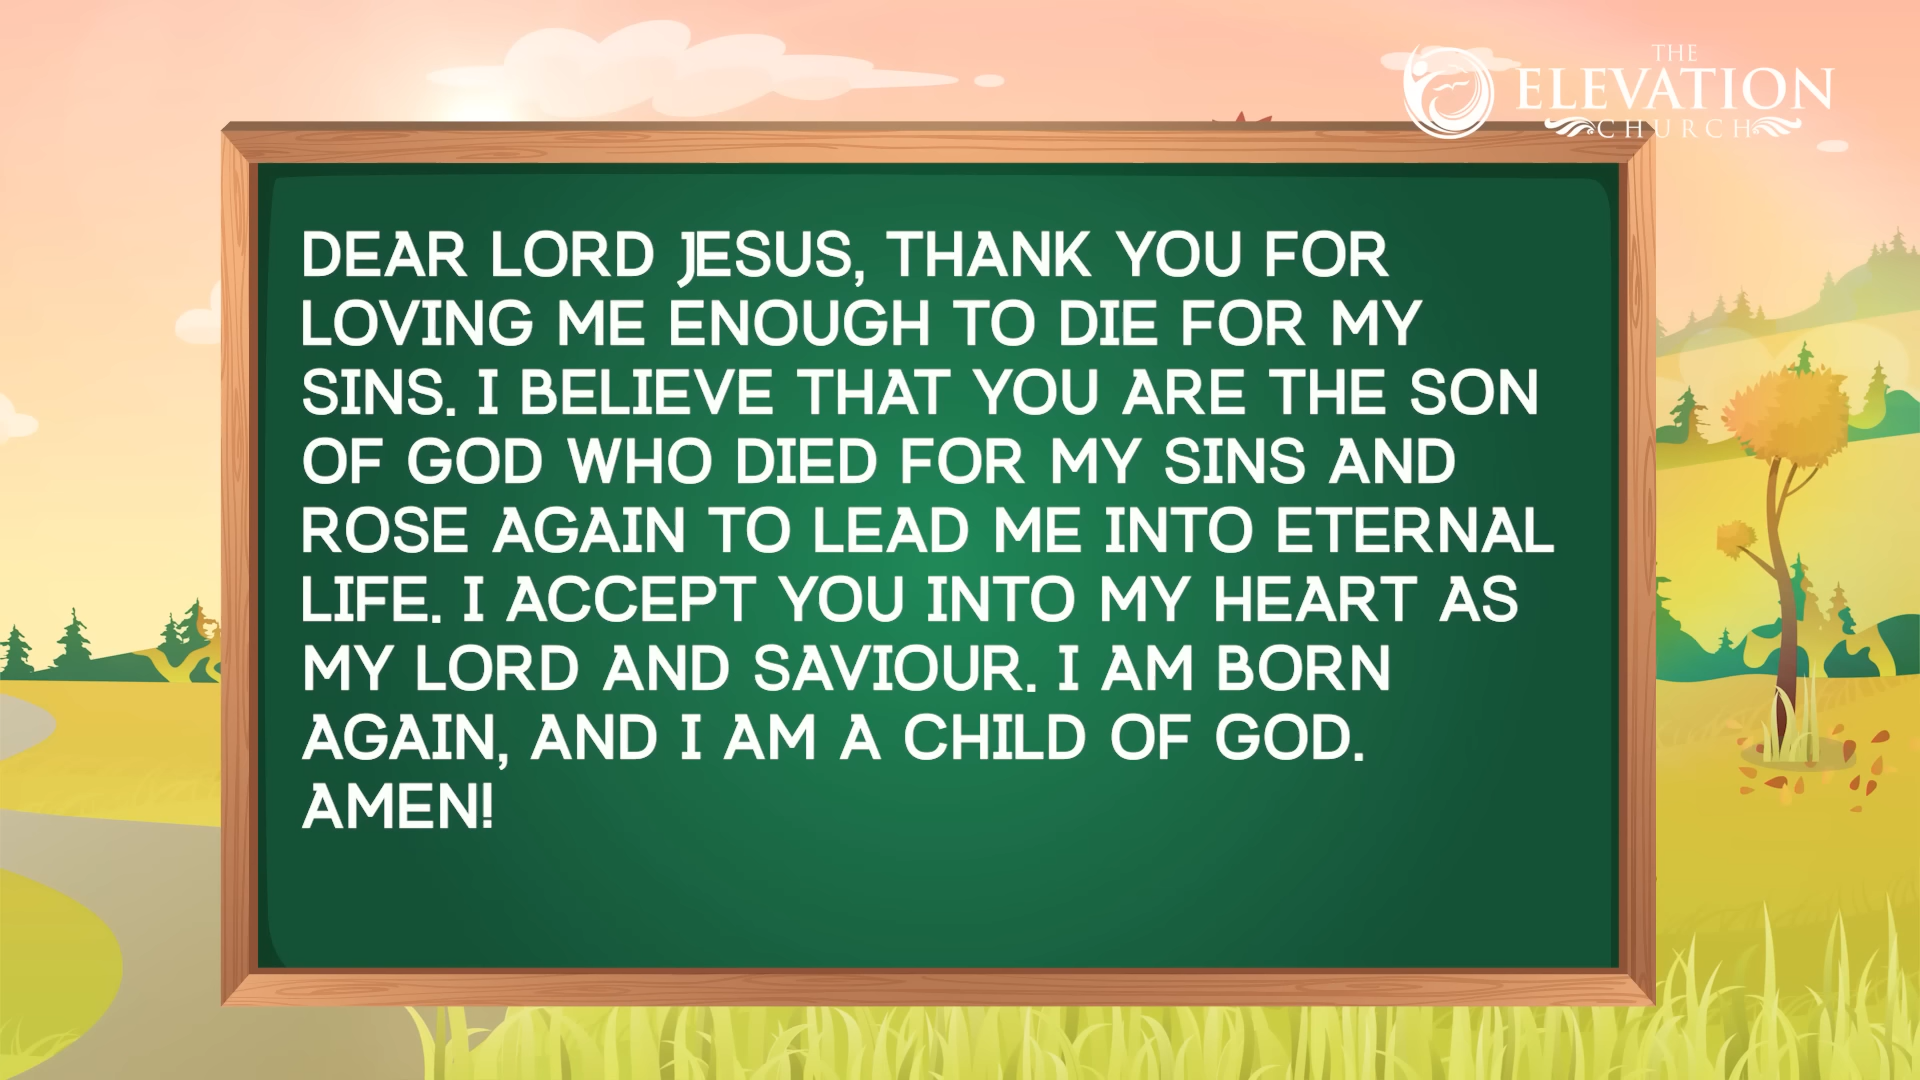 THE
ELEVATION
CHURCH
DEAR LORD JESUS, THANK YOU FOR
LOVING ME ENOUGH TO DIE FOR MY
SINS. I BELIEVE THAT YOU ARE THE SON
OF GOD WHO DIED FOR MY SINS AND
ROSE AGAIN TO LEAD ME INTO ETERNAL
LIFE. I ACCEPT YOU INTO MY HEART AS
MY LORD AND SAVIOUR. I AM BORN
AGAIN, AND I AM A CHILD OF GOD.
AMEN!